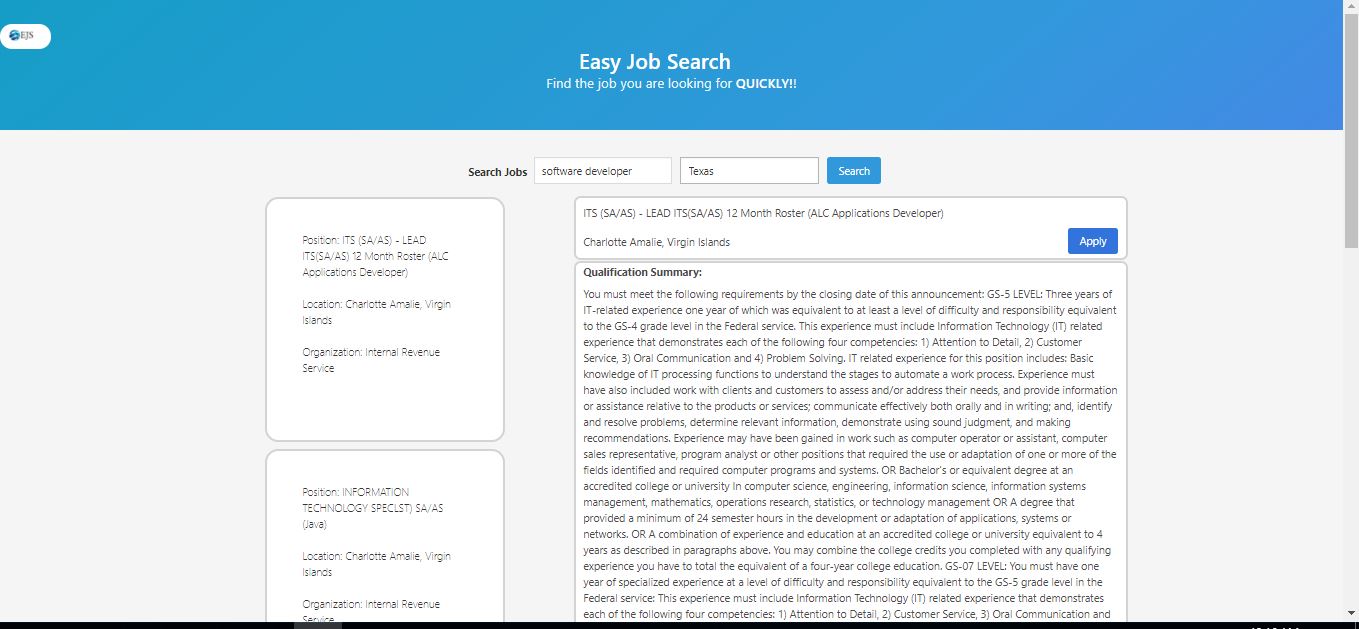 EJS
Easy Job Search
Find the job you are looking for QUICKLY!!
Search Jobs
software developer
Texas
Search
Position: ITS (SA/AS) - LEAD
ITS(SA/AS) 12 Month Roster (ALC
Applications Developer)
Location: Charlotte Amalie, Virgin
Islands
Organization: Internal Revenue
Service
Position: INFORMATION
TECHNOLOGY SPECLST) SA/AS
(Java)
Location: Charlotte Amalie, Virgin
Islands
Organization: Internal Revenue
Service
ITS (SA/AS) - LEAD ITS(SA/AS) 12 Month Roster (ALC Applications Developer)
Charlotte Amalie, Virgin Islands
Apply
Qualification Summary:
You must meet the following requirements by the closing date of this announcement: GS-5 LEVEL: Three years of
IT-related experience one year of which was equivalent to at least a level of difficulty and responsibility equivalent
to the GS-4 grade level in the Federal service. This experience must include Information Technology (IT) related
experience that demonstrates each of the following four competencies: 1) Attention to Detail, 2) Customer
Service, 3) Oral Communication and 4) Problem Solving. IT related experience for this position includes: Basic
knowledge of IT processing functions to understand the stages to automate a work process. Experience must
have also included work with clients and customers to assess and/or address their needs, and provide information
or assistance relative to the products or services; communicate effectively both orally and in writing; and, identify
and resolve problems, determine relevant information, demonstrate using sound judgment, and making
recommendations. Experience may have been gained in work such as computer operator or assistant, computer
sales representative, program analyst or other positions that required the use or adaptation of one or more of the
fields identified and required computer programs and systems. OR Bachelor's or equivalent degree at an
accredited college or university In computer science, engineering, information science, information systems
management, mathematics, operations research, statistics, or technology management OR A degree that
provided a minimum of 24 semester hours in the development or adaptation of applications, systems or
networks. OR A combination of experience and education at an accredited college or university equivalent to 4
years as described in paragraphs above. You may combine the college credits you completed with any qualifying
experience you have to total the equivalent of a four-year college education. GS-07 LEVEL: You must have one
year of specialized experience at a level of difficulty and responsibility equivalent to the GS-5 grade level in the
Federal service: This experience must include Information Technology (IT) related experience that demonstrates
each of the following four competencies: 1) Attention to Detail, 2) Customer Service, 3) Oral Communication and